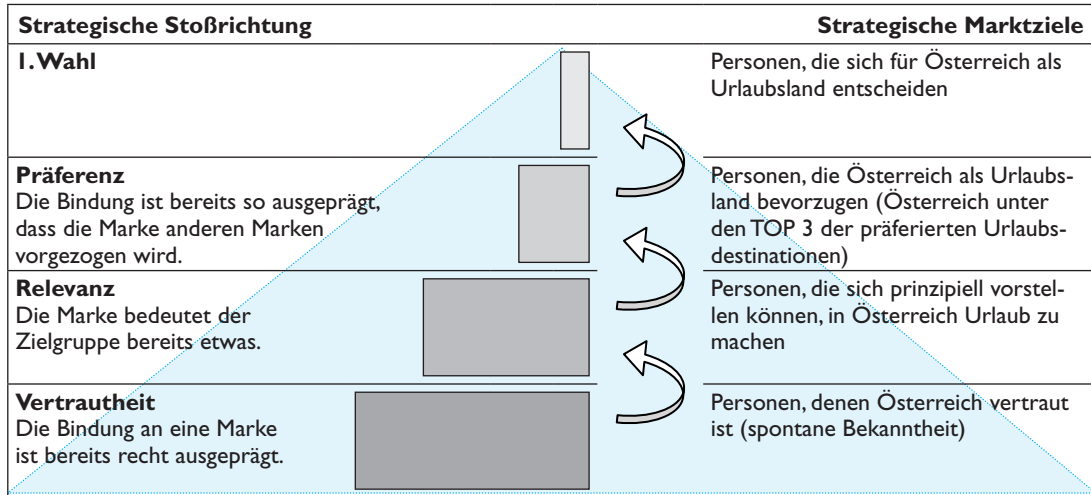 Strategische Stoßrichtung
Strategische Marktziele
1. Wahl
Personen, die sich für Österreich als
Urlaubsland entscheiden
Präferenz
Die Bindung ist bereits so ausgeprägt,
dass die Marke anderen Marken
vorgezogen wird.
Personen, die Österreich als Urlaubs-
land bevorzugen (Österreich unter
den TOP 3 der präferierten Urlaubs-
destinationen)
Relevanz
Die Marke bedeutet der
Zielgruppe bereits etwas.
Personen, die sich prinzipiell vorstel-
len können, in Österreich Urlaub zu
machen
Vertrautheit
Die Bindung an eine Marke
ist bereits recht ausgeprägt.
Personen, denen Österreich vertraut
ist (spontane Bekanntheit)